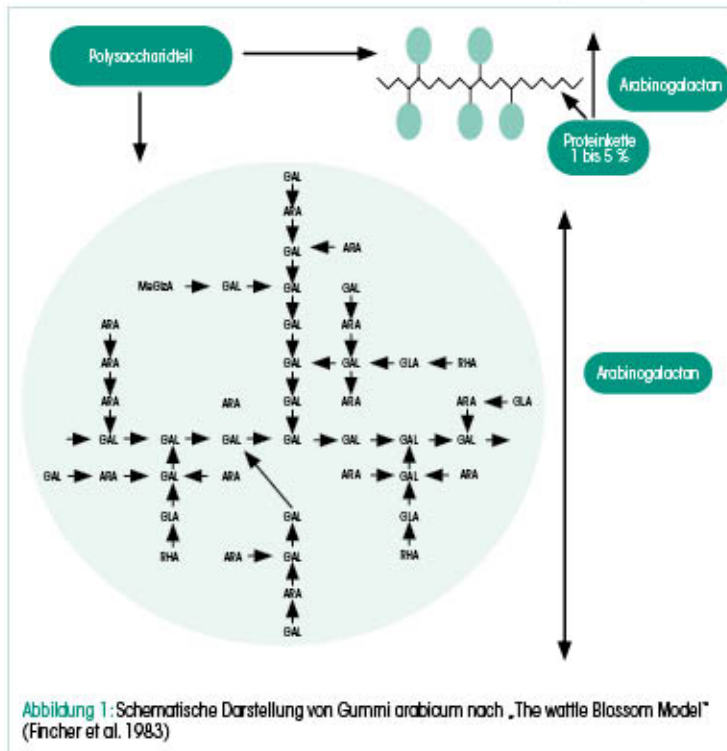 Polysaccharidteil
Arabinogalactan
Proteinkette
1 bis 5 %
GAL
ARA
GAL ARA
MeGlzA GAL GAL GAL
ARA GAL ARA
ARA GAL GAL GLA RHA
ARA ARA GAL ARA ARA GLA
GAL GAL GAL GAL GAL GAL GAL
GAL ARA GAL ARA ARA GAL ARA
GLA GAL GLA
RHA ARA GAL RHA
ARA
GAL
Arabinogalactan
Abbildung 1: Schematische Darstellung von Gummi arabicum nach „The wattle Blossom Model"
(Fincher et al. 1983)